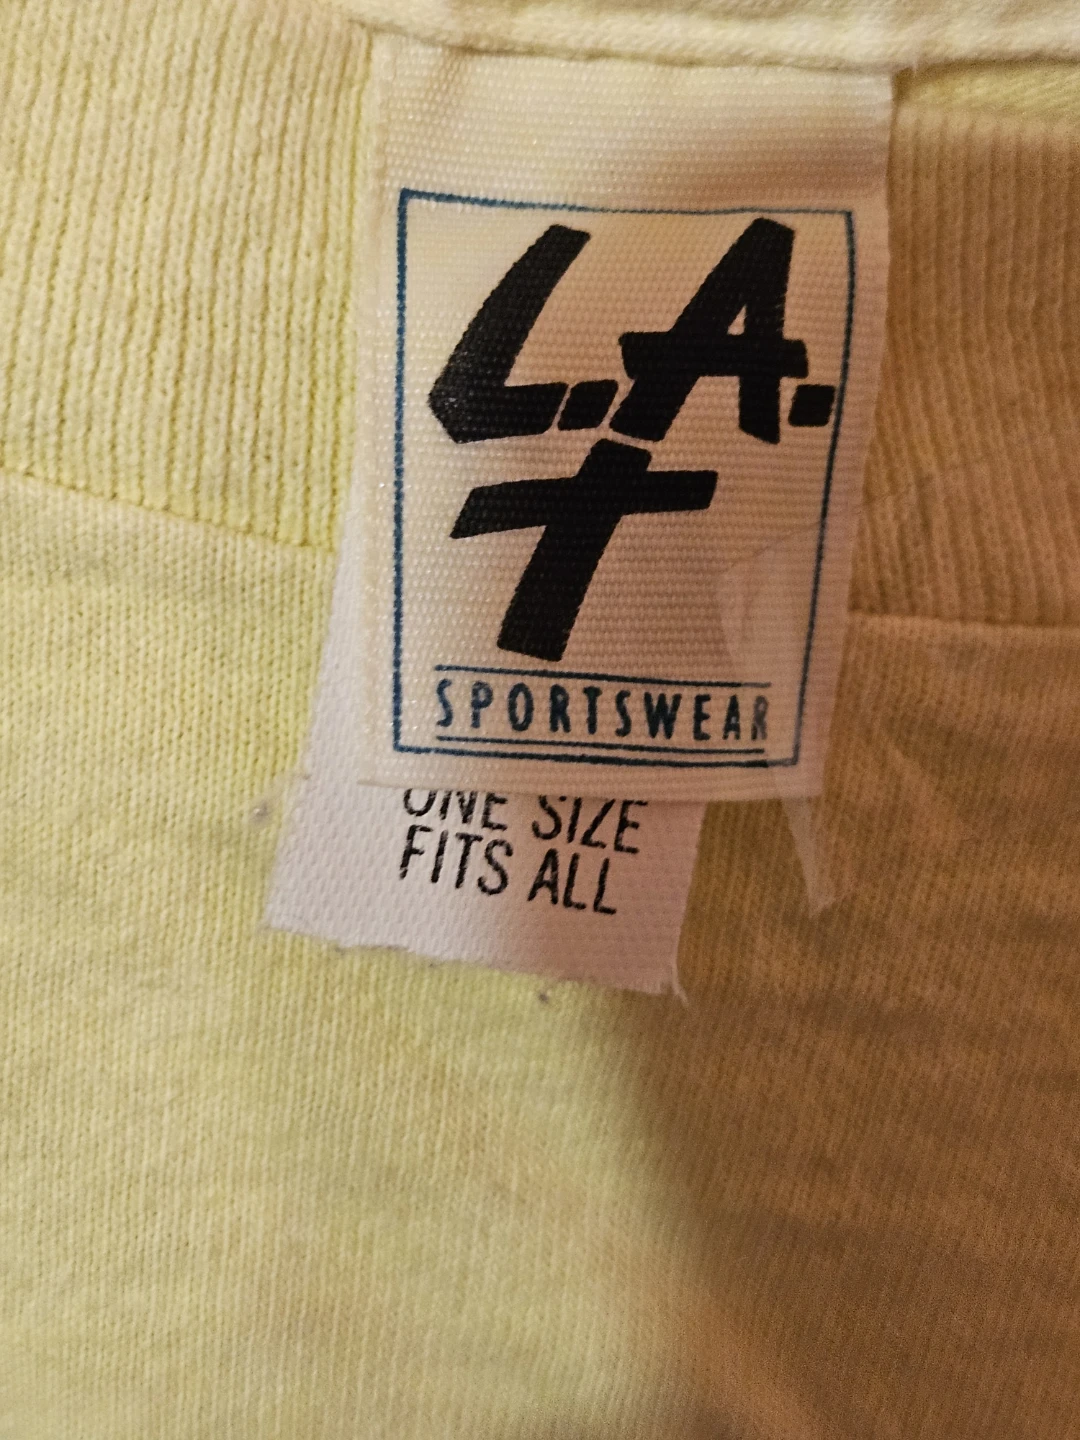 L.A.
T
SPORTSWEAR
ONE SIZE
FITS ALL